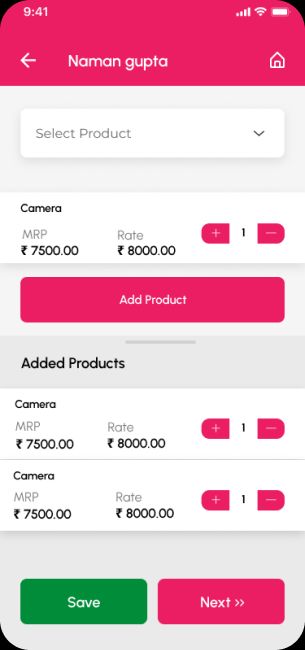 9:41
Naman gupta
Select Product
Camera
MRP Rate
₹ 7500.00 ₹ 8000.00
+ 1 —
Add Product
Added Products
Camera
MRP Rate
₹ 7500.00 ₹ 8000.00
+ 1 —
Camera
MRP Rate
₹ 7500.00 ₹ 8000.00
+ 1 —
Save Next >>